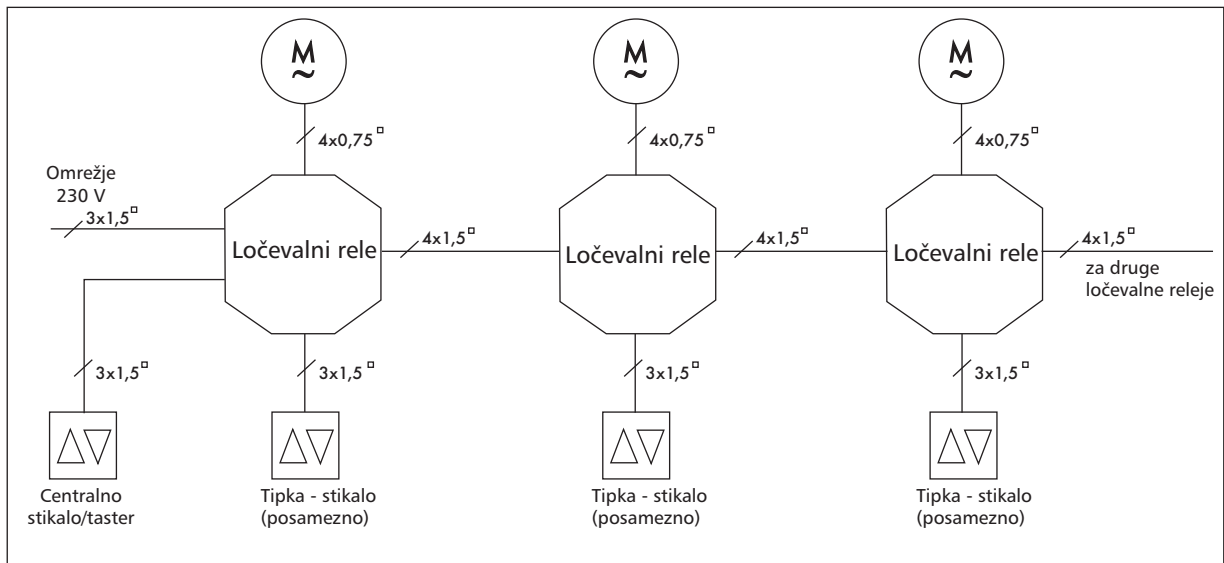 M
~
M
~
M
~
4x0,75□
4x0,75□
4x0,75□
Omrežje
230 V
3x1,5□
Ločevalni rele
4x1,5□
Ločevalni rele
4x1,5□
Ločevalni rele
4x1,5□
za druge
ločevalne releje
3x1,5□
3x1,5□
3x1,5□
3x1,5□
Centralno
stikalo/taster
Tipka - stikalo
(posamezno)
Tipka - stikalo
(posamezno)
Tipka - stikalo
(posamezno)